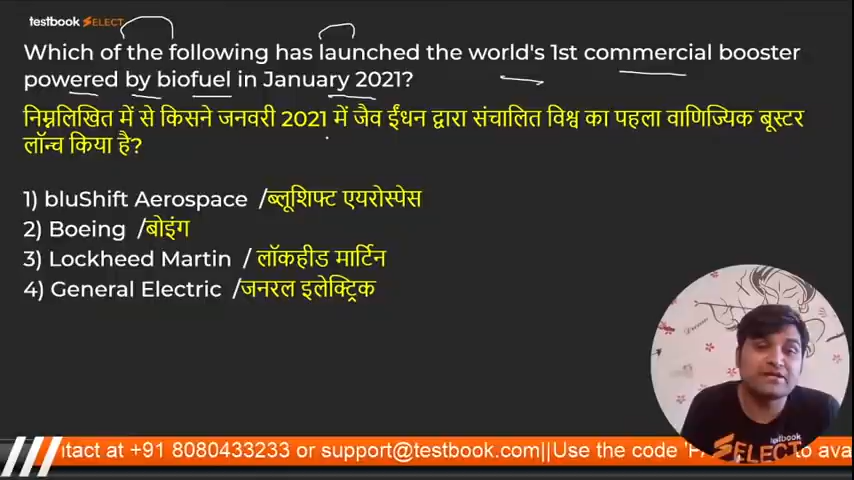 testbook SELECT
Which of the following has launched the world's 1st commercial booster
powered by biofuel in January 2021?
निम्नलिखित में से किसने जनवरी 2021 में जैव ईंधन द्वारा संचालित विश्व का पहला वाणिज्यिक बूस्टर
लॉन्च किया है?
1) bluShift Aerospace /ब्लूशिफ्ट एयरोस्पेस
2) Boeing /बोइंग
3) Lockheed Martin / लॉकहीड मार्टिन
4) General Electric /जनरल इलेक्ट्रिक
testbook
SELECT
ntact at +91 8080433233 or support@testbook.com||Use the code 'F to ava